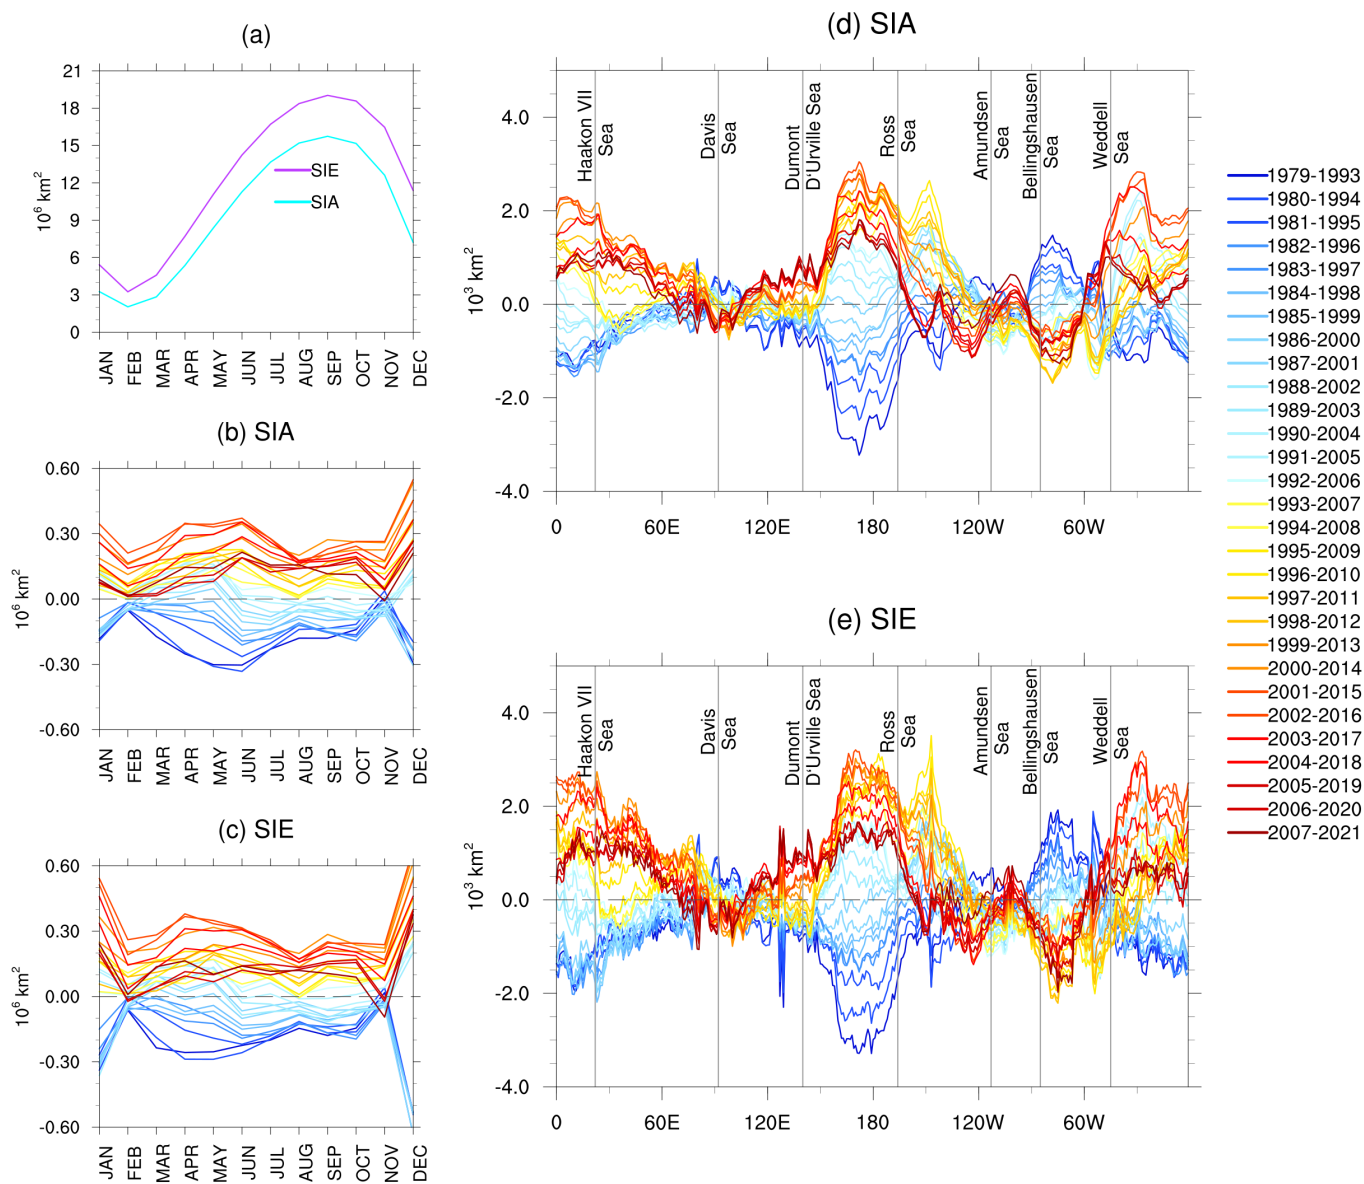 (a)
21
18
15
12
9
6
3
0
10⁶ km²
SIE
SIA
JAN
FEB
MAR
APR
MAY
JUN
JUL
AUG
SEP
OCT
NOV
DEC
(b) SIA
0.60
0.30
0.00
-0.30
-0.60
10⁶ km²
JAN
FEB
MAR
APR
MAY
JUN
JUL
AUG
SEP
OCT
NOV
DEC
(c) SIE
0.60
0.30
0.00
-0.30
-0.60
10⁶ km²
JAN
FEB
MAR
APR
MAY
JUN
JUL
AUG
SEP
OCT
NOV
DEC
(d) SIA
4.0
2.0
0.0
-2.0
-4.0
10³ km²
Haakon VII
Sea
Davis
Sea
Dumont
D'Urville Sea
Ross
Sea
Amundsen
Sea
Bellingshausen
Sea
Weddell
Sea
0
60E
120E
180
120W
60W
(e) SIE
4.0
2.0
0.0
-2.0
-4.0
10³ km²
Haakon VII
Sea
Davis
Sea
Dumont
D'Urville Sea
Ross
Sea
Amundsen
Sea
Bellingshausen
Sea
Weddell
Sea
0
60E
120E
180
120W
60W
1979-1993
1980-1994
1981-1995
1982-1996
1983-1997
1984-1998
1985-1999
1986-2000
1987-2001
1988-2002
1989-2003
1990-2004
1991-2005
1992-2006
1993-2007
1994-2008
1995-2009
1996-2010
1997-2011
1998-2012
1999-2013
2000-2014
2001-2015
2002-2016
2003-2017
2004-2018
2005-2019
2006-2020
2007-2021